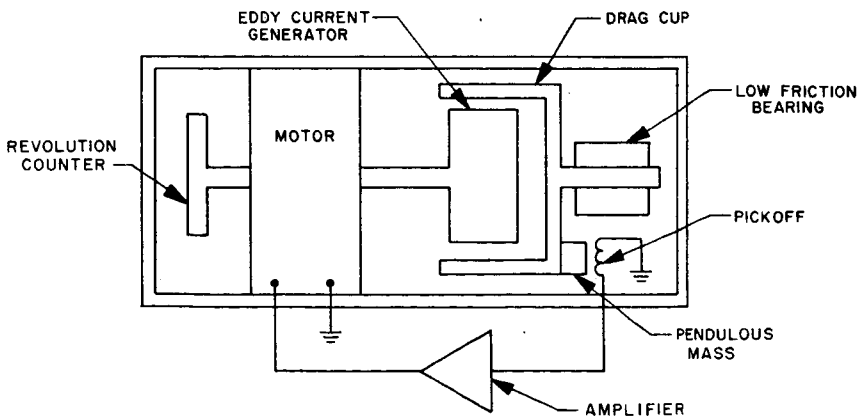 EDDY CURRENT
GENERATOR
DRAG CUP
LOW FRICTION
BEARING
REVOLUTION
COUNTER
MOTOR
PICKOFF
PENDULOUS
MASS
AMPLIFIER